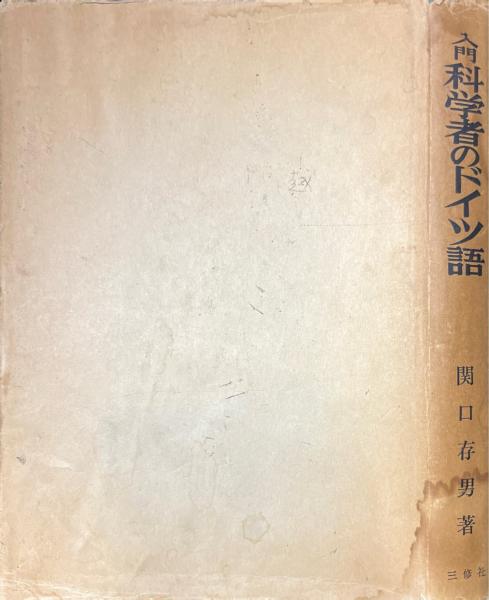 入門
科学者のドイツ語
関口存男著
三修社